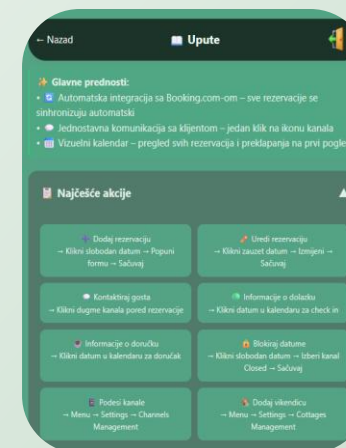 ← Nazad
📖 Upute
✨ Glavne prednosti:
• 🔄 Automatska integracija sa Booking.com-om – sve rezervacije se
sinhronizuju automatski
• 💬 Jednostavna komunikacija sa klijentom – jedan klik na ikonu kanala
• 📅 Vizuelni kalendar – pregled svih rezervacija i preklapanja na prvi
📋 Najčešće akcije
➕ Dodaj rezervaciju
→ Klikni slobodan datum → Popuni
formu → Sačuvaj
Uredi rezervaciju
→ Klikni zauzet datum → Izmijeni →
Sačuvaj
💬 Kontaktiraj gosta
→ Klikni dugme kanala pored rezervacije
Informacije o dolasku
→ Klikni datum u kalendaru za check in
Informacije o doručku
→ Klikni datum u kalendaru za doručak
🔒 Blokiraj datume
→ Klikni slobodan datum → Izberi kanal
Closed → Sačuvaj
Podesi kanale
→ Menu → Settings → Channels
Management
Dodaj vikendicu
→ Menu → Settings → Cottages
Management